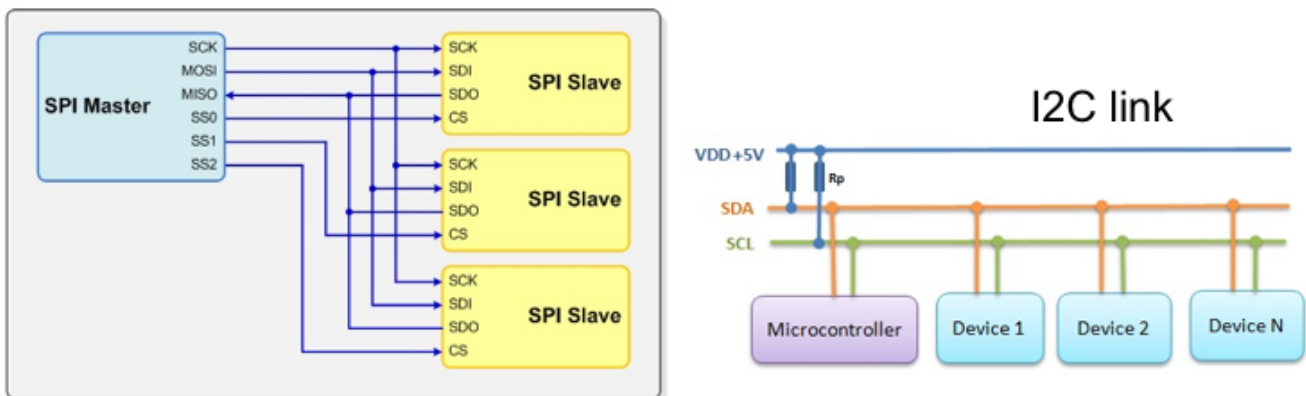 SPI Master
SCK
MOSI
MISO
SS0
SS1
SS2
SCK
SDI
SDO
CS
SPI Slave
SCK
SDI
SDO
CS
SPI Slave
SCK
SDI
SDO
CS
SPI Slave
I2C link
VDD +5V
Rp
SDA
SCL
Microcontroller
Device 1
Device 2
Device N